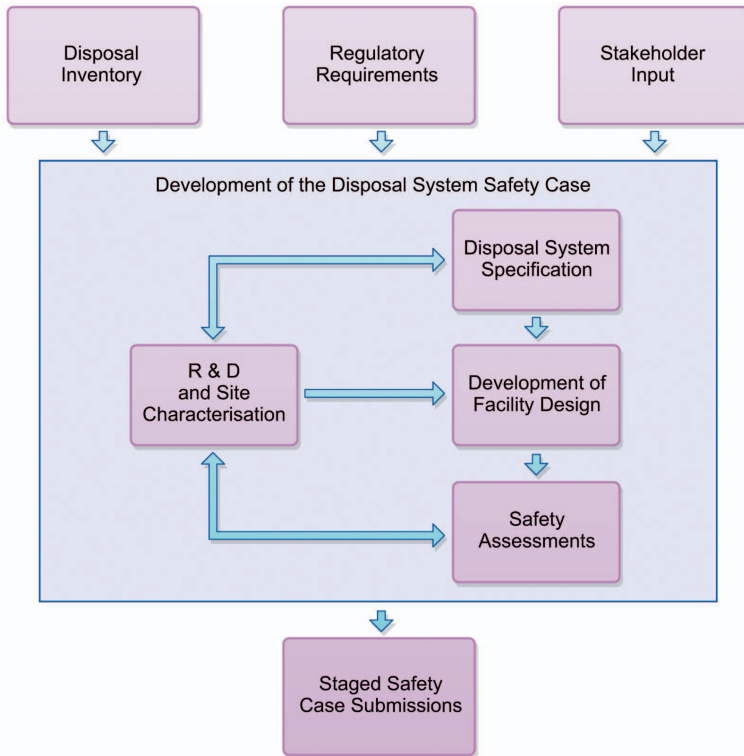 Disposal
Inventory
Regulatory
Requirements
Stakeholder
Input
Development of the Disposal System Safety Case
Disposal System
Specification
R & D
and Site
Characterisation
Development of
Facility Design
Safety
Assessments
Staged Safety
Case Submissions